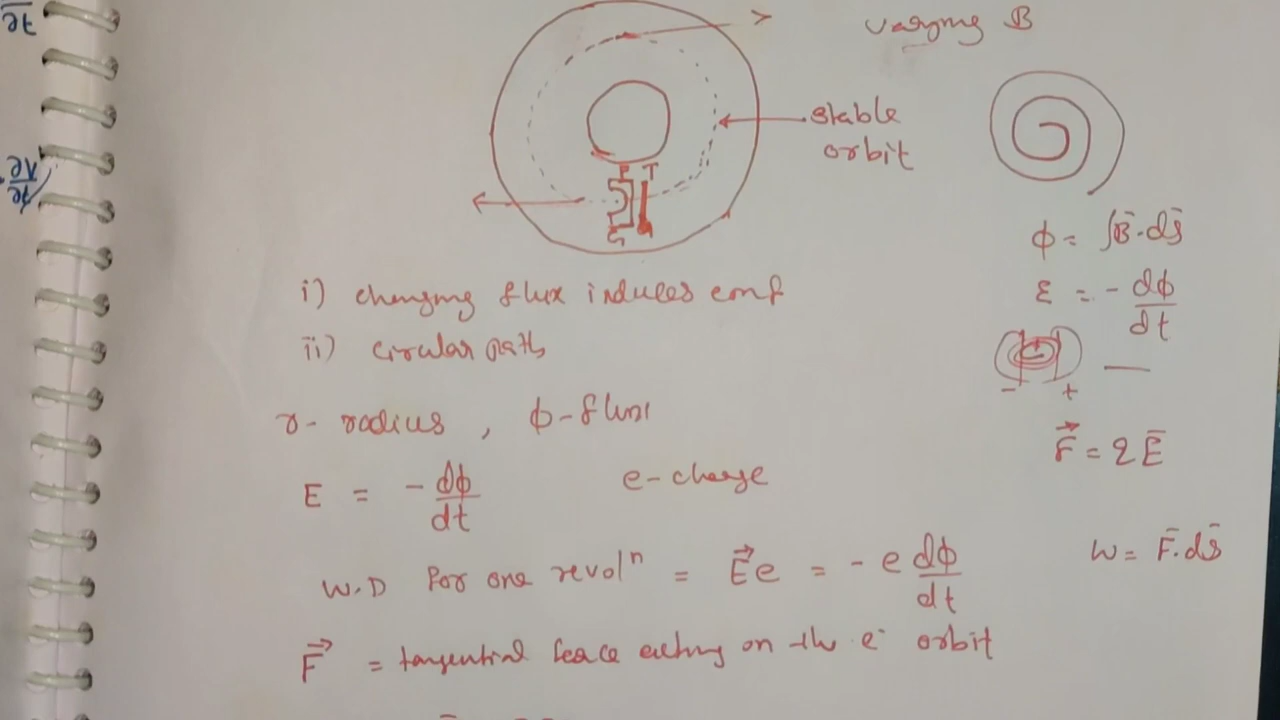 varying B
stable
orbit
P T
G
φ = ∫B̄·ds̄
ε = - dφ/dt
i) changing flux induces emf
ii) circular path
- +
r- radius , φ-flux
F⃗ = qĒ
E = - dφ/dt e-charge
W.D for one revolⁿ = E⃗e = - e dφ/dt
W = F̄.ds̄
F⃗ = tangential force acting on the e⁻ orbit